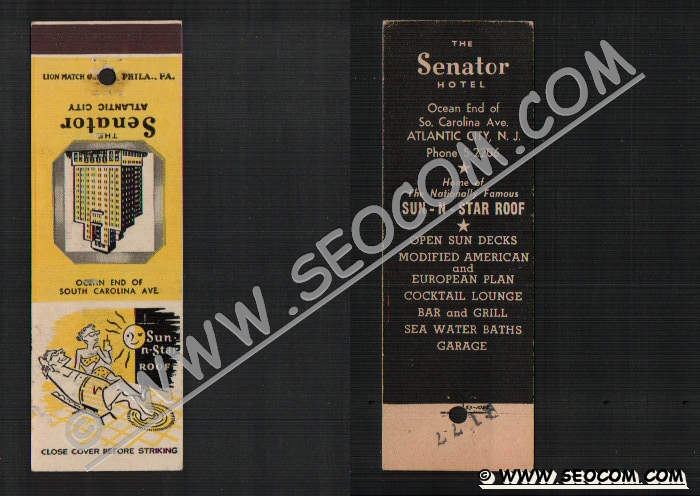 LION MATCH PHILA., PA.
ATLANTIC CITY
Senator
THE
OCEAN END OF
SOUTH CAROLINA AVE.
Sun-
n-Star
ROOF
CLOSE COVER BEFORE STRIKING
THE
Senator
HOTEL
Ocean End of
So. Carolina Ave.
ATLANTIC CITY, N. J.
Phone
Home of
The Nationally Famous
SUN-N-STAR ROOF
OPEN SUN DECKS
MODIFIED AMERICAN
and
EUROPEAN PLAN
COCKTAIL LOUNGE
BAR and GRILL
SEA WATER BATHS
GARAGE
© WWW.SEOCOM.COM
© WWW.SEOCOM.COM